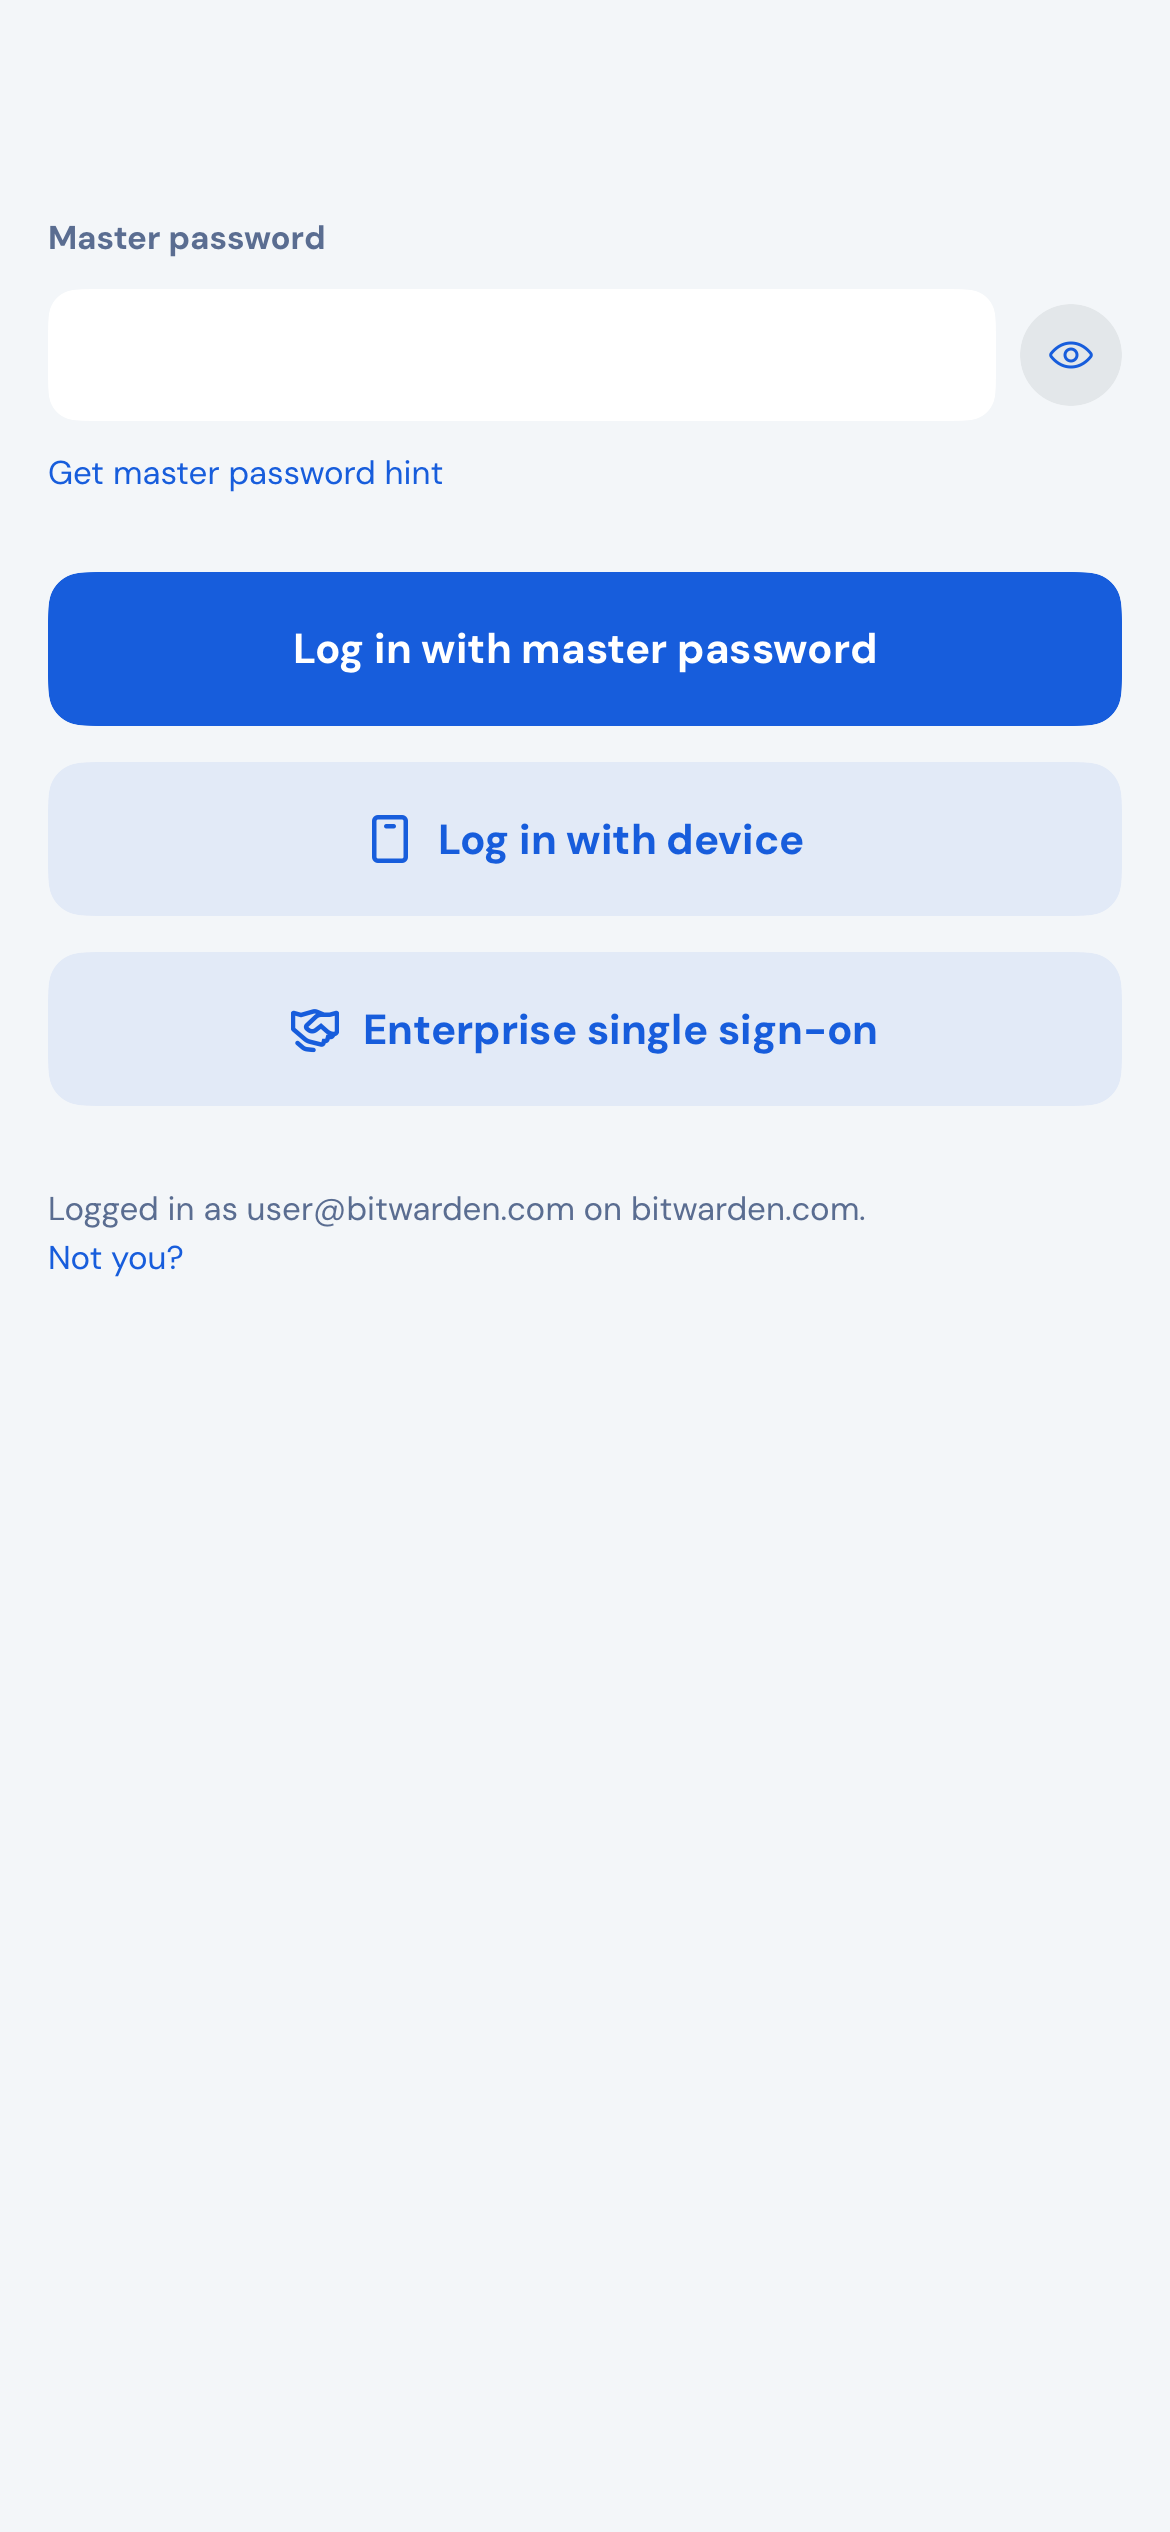 Master password
Get master password hint
Log in with master password
Log in with device
Enterprise single sign-on
Logged in as user@bitwarden.com on bitwarden.com.
Not you?